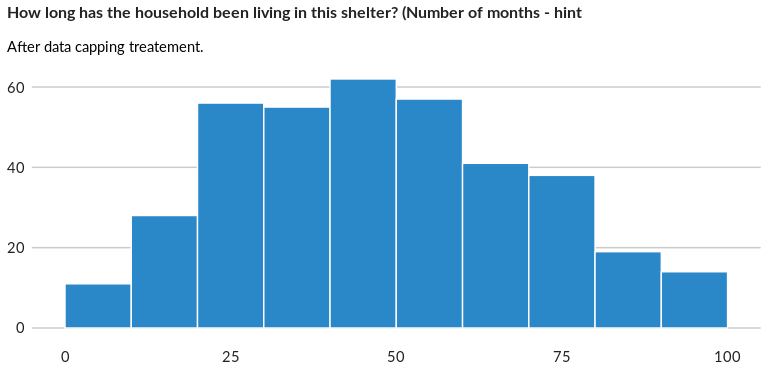 How long has the household been living in this shelter? (Number of months - hint
After data capping treatement.
60
40
20
0
0 25 50 75 100